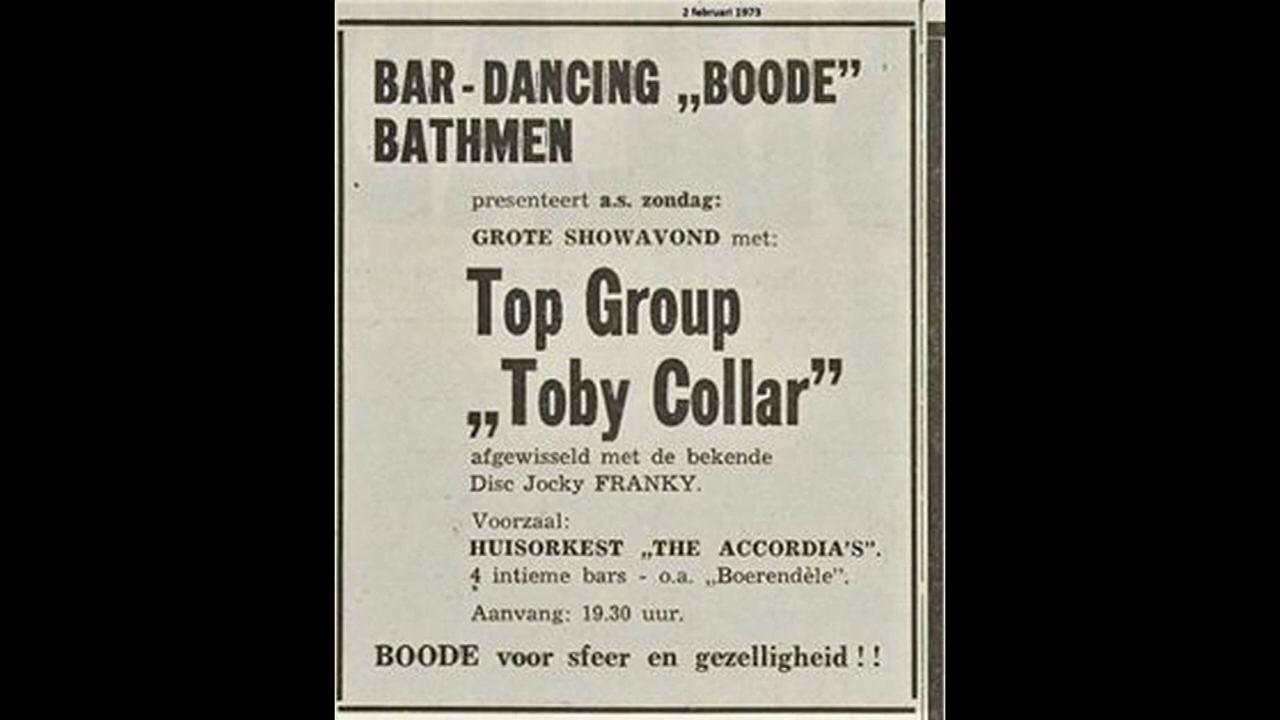 2 februari 1973
BAR - DANCING „BOODE”
BATHMEN
presenteert a.s. zondag:
GROTE SHOWAVOND met:
Top Group
„Toby Collar”
afgewisseld met de bekende
Disc Jocky FRANKY.
Voorzaal:
HUISORKEST „THE ACCORDIA'S”.
4 intieme bars - o.a. „Boerendèle”.
Aanvang: 19.30 uur.
BOODE voor sfeer en gezelligheid ! !